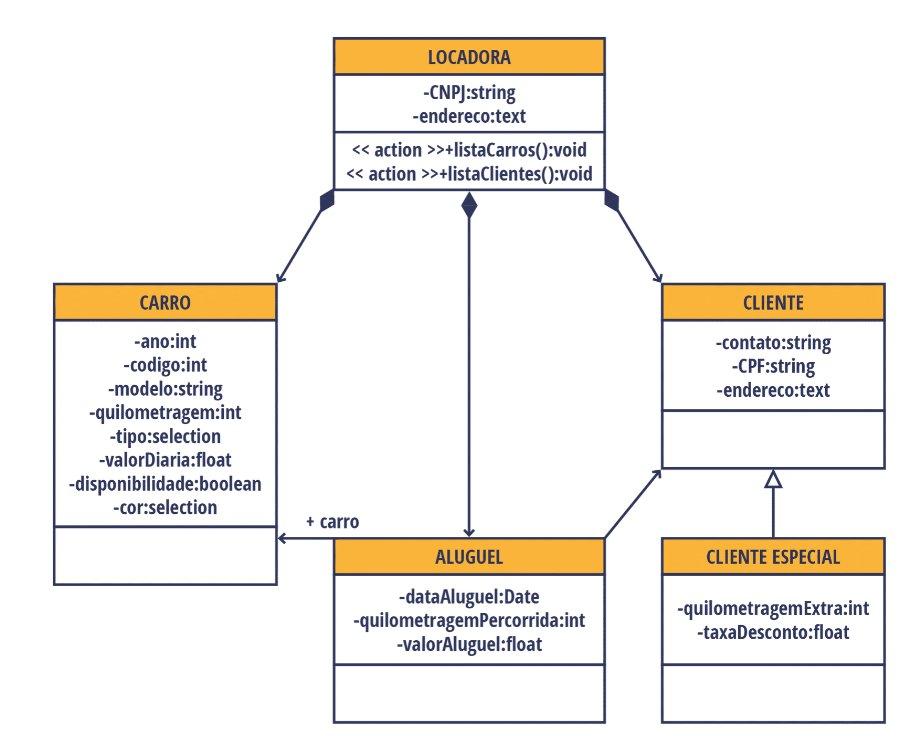 LOCADORA
-CNPJ:string
-endereco:text
<< action >>+listaCarros():void
<< action >>+listaClientes():void
CARRO
-ano:int
-codigo:int
-modelo:string
-quilometragem:int
-tipo:selection
-valorDiaria:float
-disponibilidade:boolean
-cor:selection
CLIENTE
-contato:string
-CPF:string
-endereco:text
+ carro
ALUGUEL
-dataAluguel:Date
-quilometragemPercorrida:int
-valorAluguel:float
CLIENTE ESPECIAL
-quilometragemExtra:int
-taxaDesconto:float